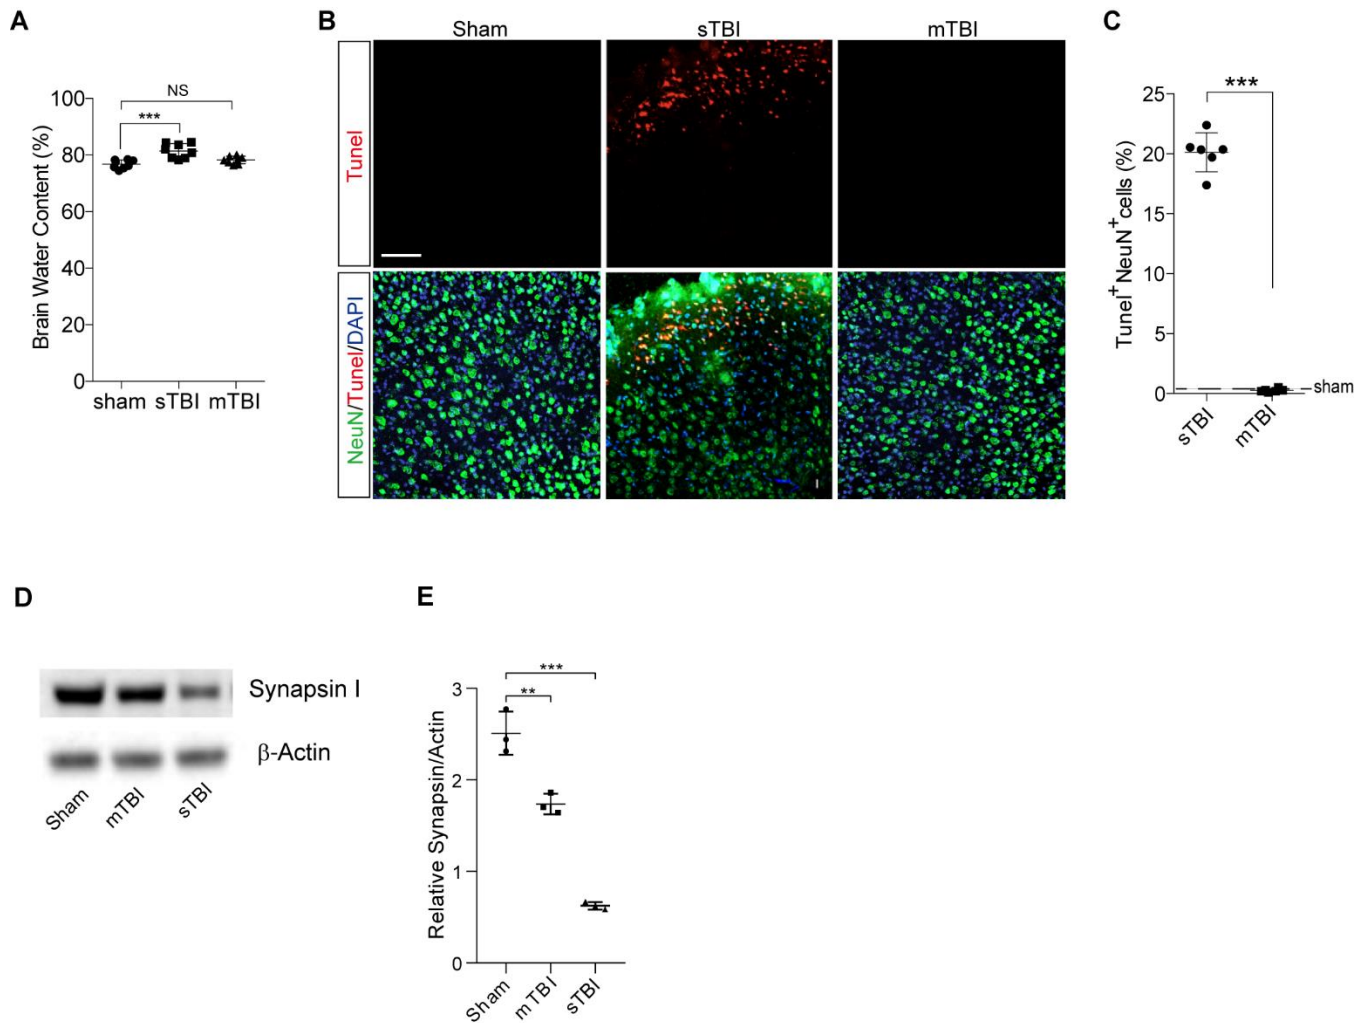 A
Brain Water Content (%)
100
80
60
40
20
0
NS
***
sham sTBI mTBI
B
Sham sTBI mTBI
Tunel
NeuN/Tunel/DAPI
C
Tunel⁺NeuN⁺cells (%)
25
20
15
10
5
0
***
sham
sTBI
mTBI
D
Synapsin I
β-Actin
Sham
mTBI
sTBI
E
Relative Synapsin/Actin
3
2
1
0
***
**
Sham
mTBI
sTBI